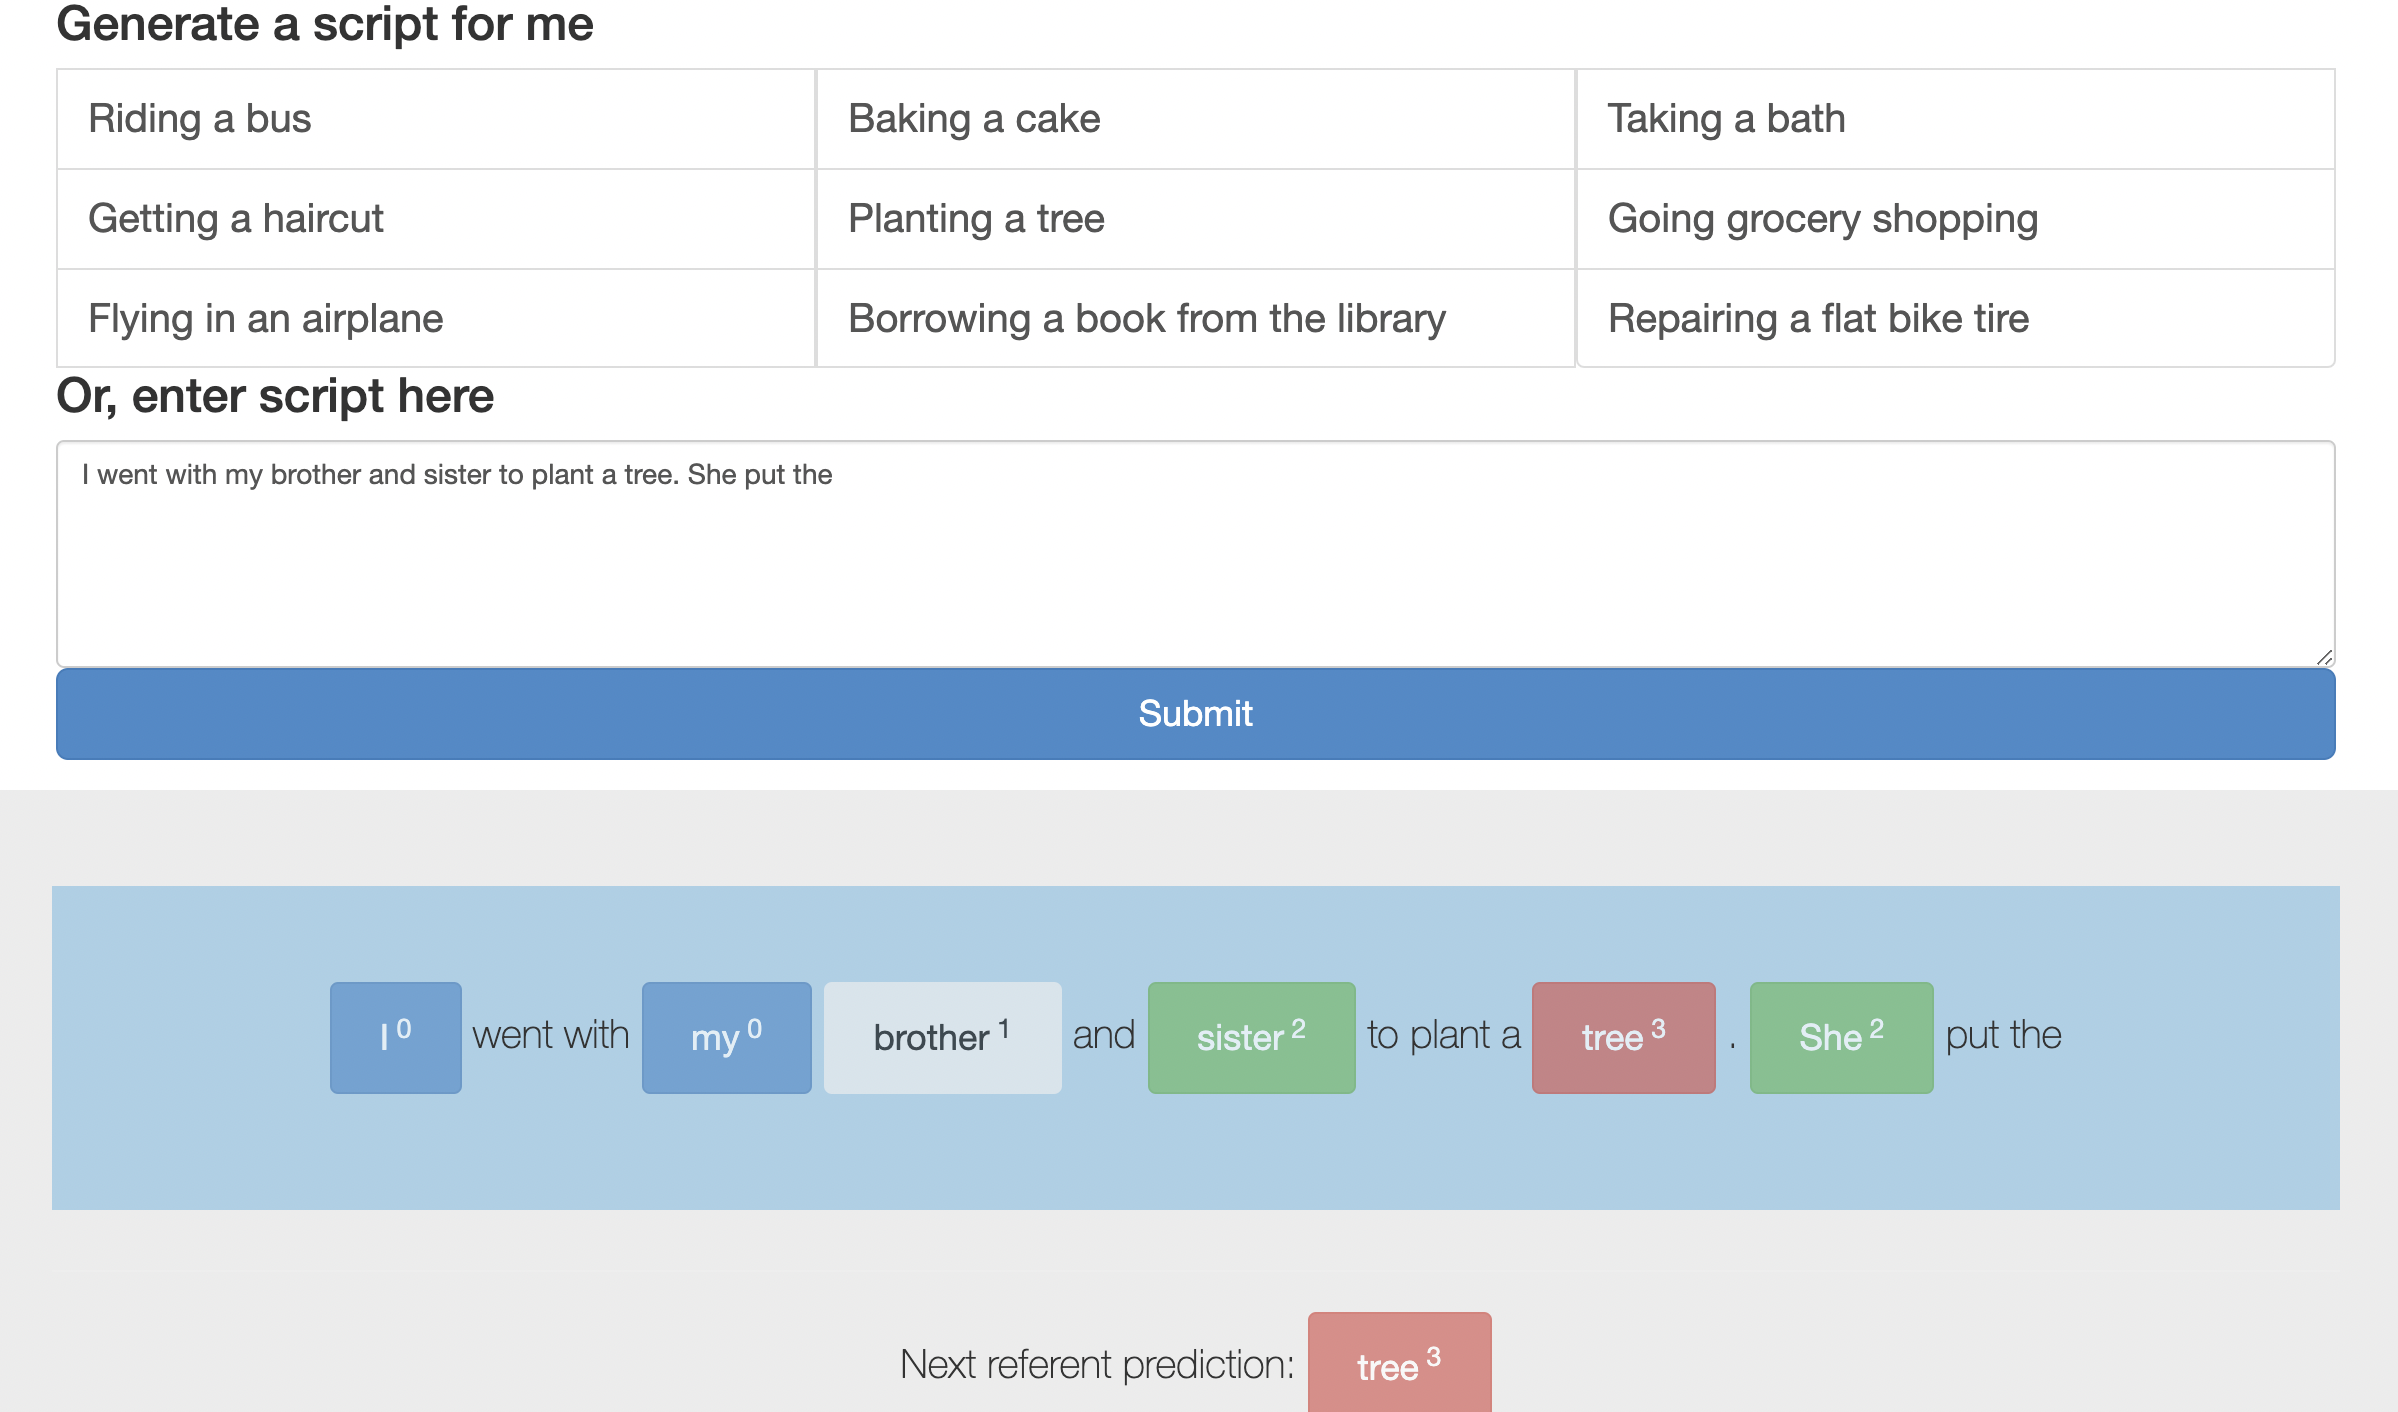 Generate a script for me
Riding a bus
Baking a cake
Taking a bath
Getting a haircut
Planting a tree
Going grocery shopping
Flying in an airplane
Borrowing a book from the library
Repairing a flat bike tire
Or, enter script here
I went with my brother and sister to plant a tree. She put the
Submit
I 0 went with my 0 brother 1 and sister 2 to plant a tree 3 . She 2 put the
Next referent prediction: tree 3